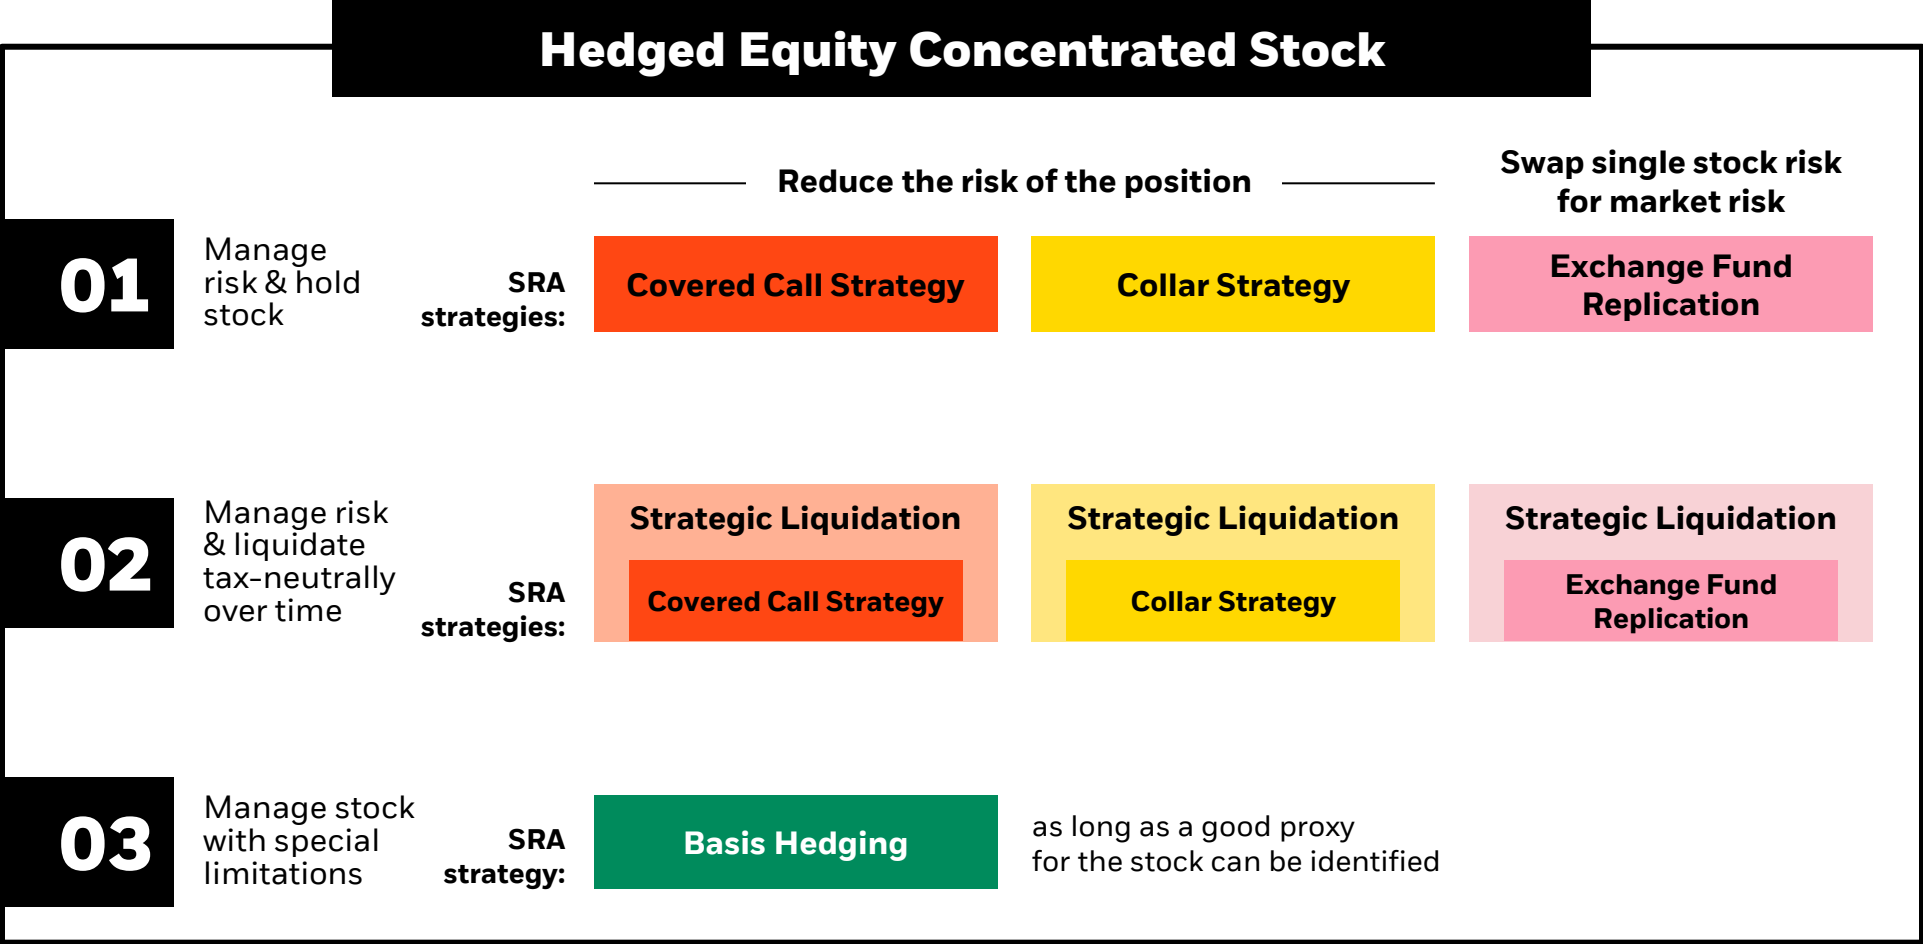 Hedged Equity Concentrated Stock
Reduce the risk of the position
Swap single stock risk
for market risk
01
Manage
risk & hold
stock
SRA
strategies:
Covered Call Strategy
Collar Strategy
Exchange Fund
Replication
02
Manage risk
& liquidate
tax-neutrally
over time
SRA
strategies:
Strategic Liquidation
Covered Call Strategy
Strategic Liquidation
Collar Strategy
Strategic Liquidation
Exchange Fund
Replication
03
Manage stock
with special
limitations
SRA
strategy:
Basis Hedging
as long as a good proxy
for the stock can be identified